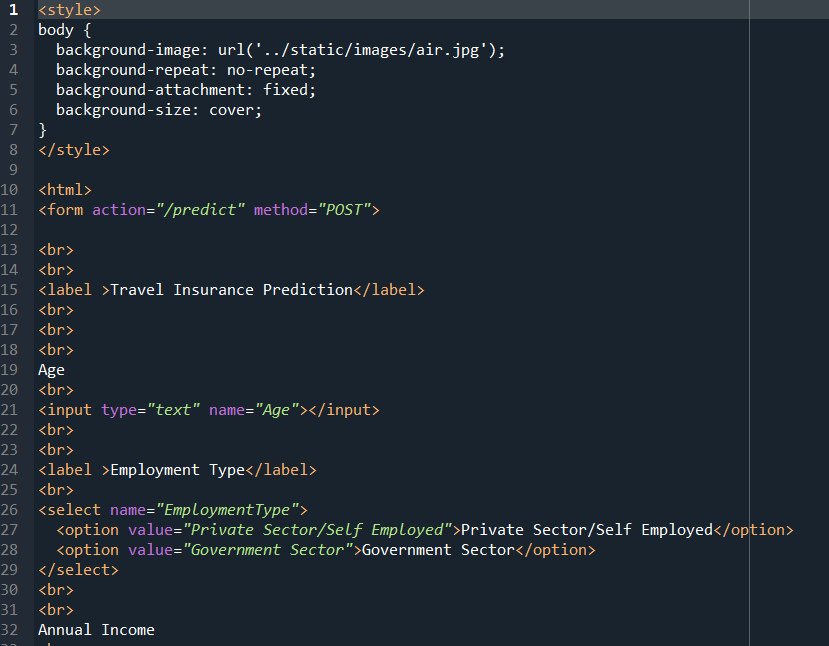 1 <style>
2 body {
3   background-image: url('../static/images/air.jpg');
4   background-repeat: no-repeat;
5   background-attachment: fixed;
6   background-size: cover;
7 }
8 </style>
9
10 <html>
11 <form action="/predict" method="POST">
12
13 <br>
14 <br>
15 <label >Travel Insurance Prediction</label>
16 <br>
17 <br>
18 <br>
19 Age
20 <br>
21 <input type="text" name="Age"></input>
22 <br>
23 <br>
24 <label >Employment Type</label>
25 <br>
26 <select name="EmploymentType">
27   <option value="Private Sector/Self Employed">Private Sector/Self Employed</option>
28   <option value="Government Sector">Government Sector</option>
29 </select>
30 <br>
31 <br>
32 Annual Income